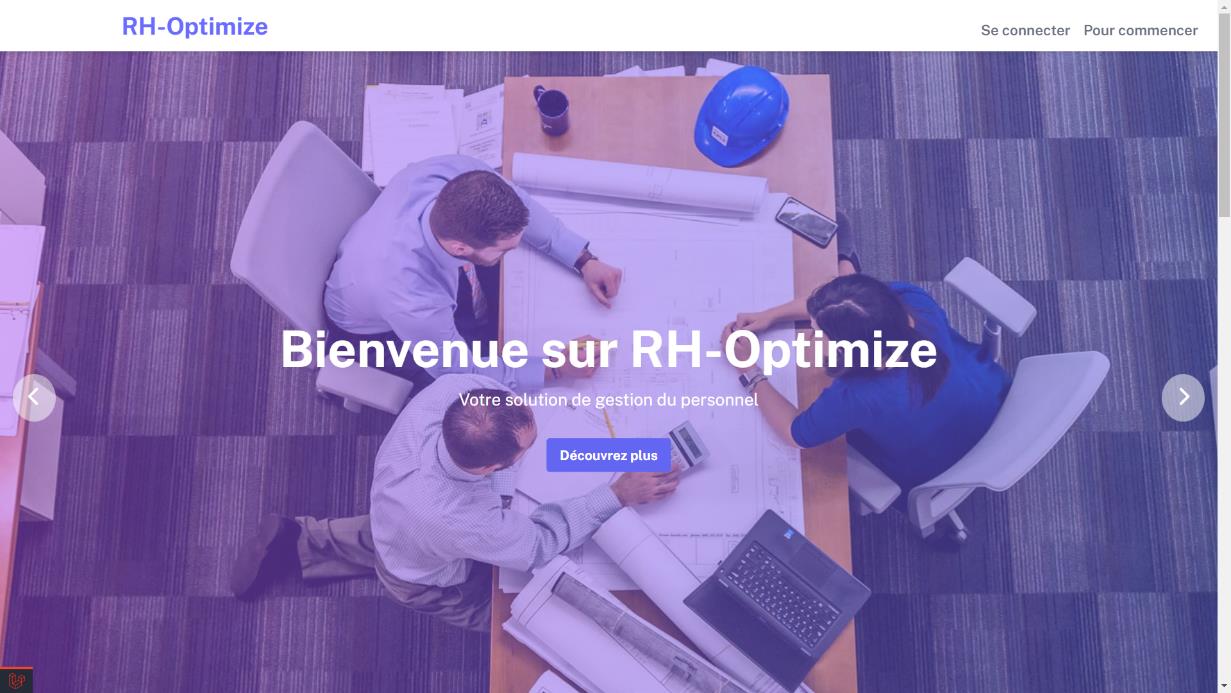 RH-Optimize
Se connecter Pour commencer
Bienvenue sur RH-Optimize
Votre solution de gestion du personnel
Découvrez plus